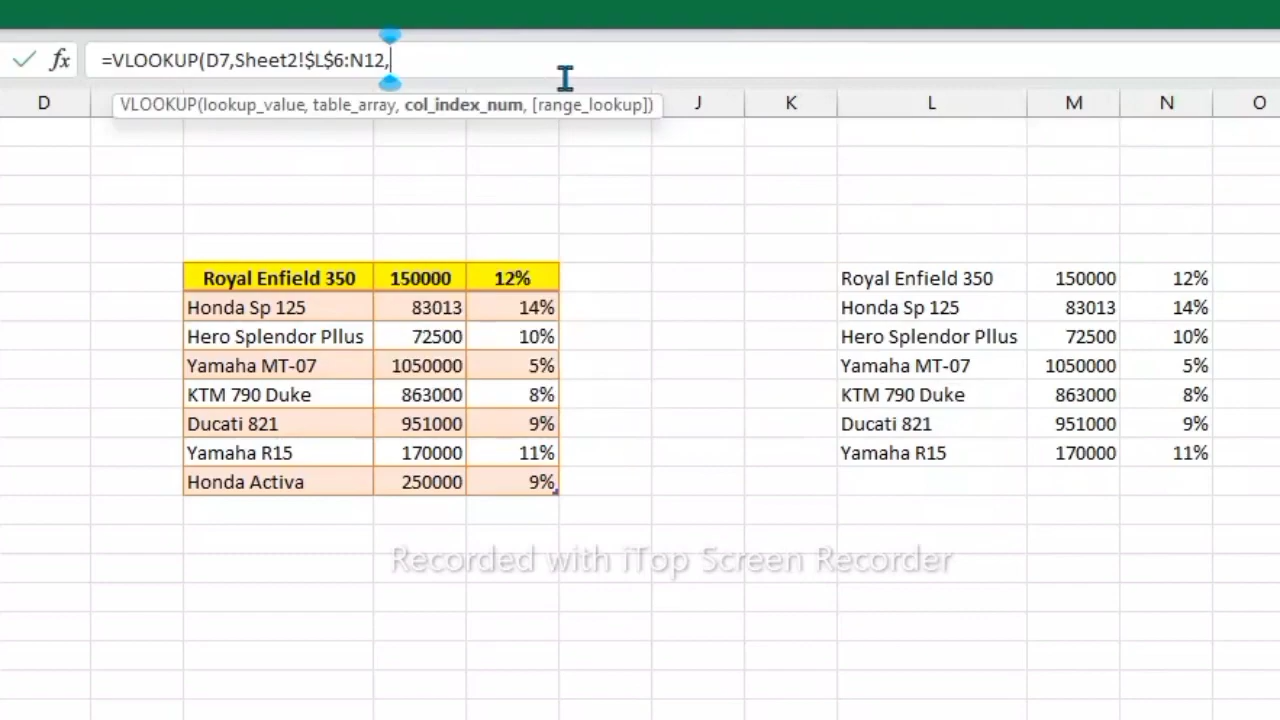 fx =VLOOKUP(D7,Sheet2!$L$6:N12,
VLOOKUP(lookup_value, table_array, col_index_num, [range_lookup])
D J K L M N O
Royal Enfield 350 150000 12% Royal Enfield 350 150000 12%
Honda Sp 125 83013 14% Honda Sp 125 83013 14%
Hero Splendor Pllus 72500 10% Hero Splendor Pllus 72500 10%
Yamaha MT-07 1050000 5% Yamaha MT-07 1050000 5%
KTM 790 Duke 863000 8% KTM 790 Duke 863000 8%
Ducati 821 951000 9% Ducati 821 951000 9%
Yamaha R15 170000 11% Yamaha R15 170000 11%
Honda Activa 250000 9%
Recorded with iTop Screen Recorder